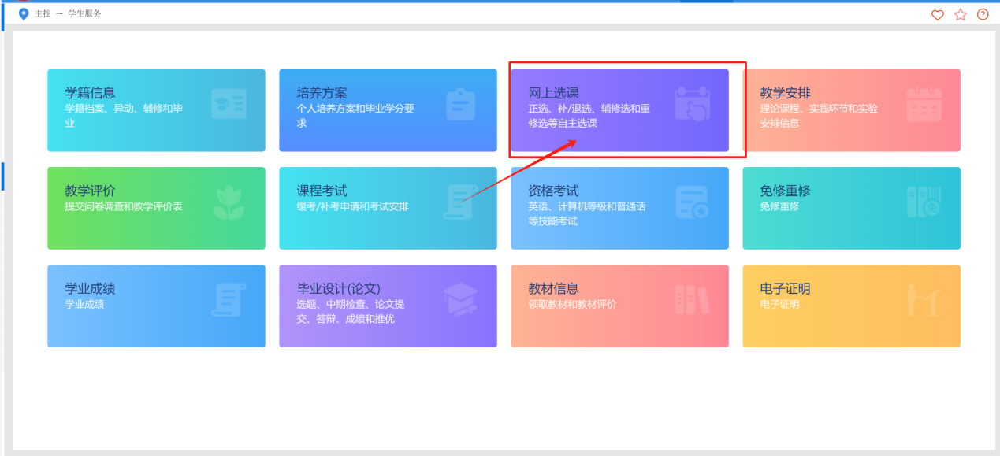 主控 → 学生服务
学籍信息
学籍档案、异动、辅修和毕
业
培养方案
个人培养方案和毕业学分要
求
网上选课
正选、补/退选、辅修选和重
修选等自主选课
教学安排
理论课程、实践环节和实验
安排信息
教学评价
提交问卷调查和教学评价表
课程考试
缓考/补考申请和考试安排
资格考试
英语、计算机等级和普通话
等技能考试
免修重修
免修重修
免
学业成绩
学业成绩
毕业设计(论文)
选题、中期检查、论文提
交、答辩、成绩和推优
教材信息
领取教材和教材评价
电子证明
电子证明